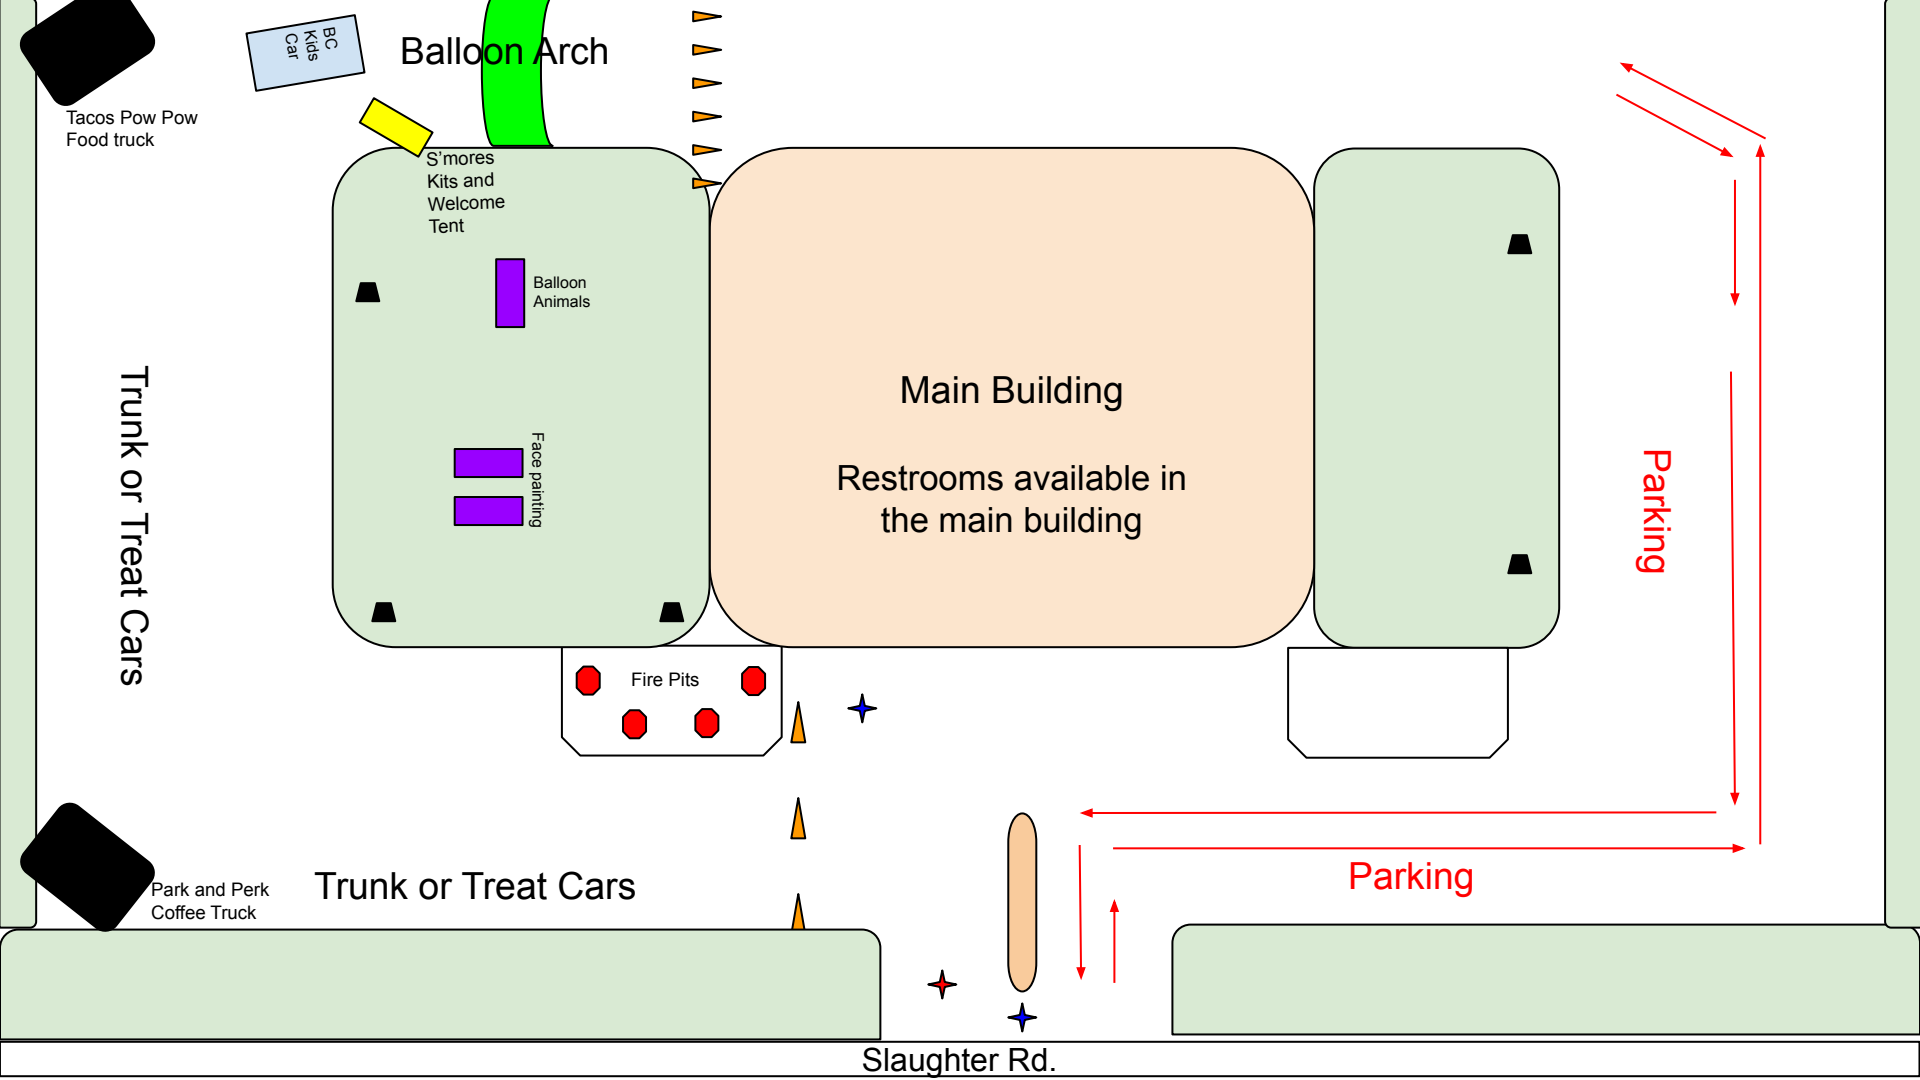 BC
Kids
Car
Balloon Arch
Tacos Pow Pow
Food truck
S'mores
Kits and
Welcome
Tent
Balloon
Animals
Face painting
Trunk or Treat Cars
Main Building
Restrooms available in
the main building
Parking
Fire Pits
Park and Perk
Coffee Truck
Trunk or Treat Cars
Parking
Slaughter Rd.